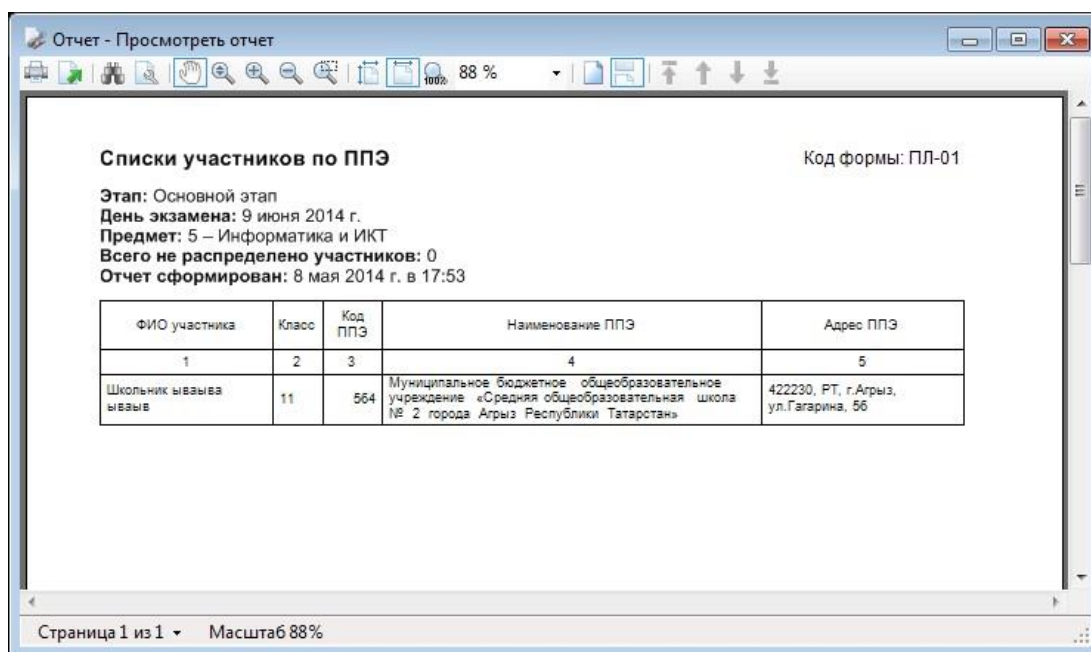 Отчет - Просмотреть отчет
100%
88 %
Списки участников по ППЭ
Код формы: ПЛ-01
Этап: Основной этап
День экзамена: 9 июня 2014 г.
Предмет: 5 – Информатика и ИКТ
Всего не распределено участников: 0
Отчет сформирован: 8 мая 2014 г. в 17:53
ФИО участника
Класс
Код
ППЭ
Наименование ППЭ
Адрес ППЭ
1
2
3
4
5
Школьник ываыва
ываыв
11
564
Муниципальное бюджетное общеобразовательное
учреждение «Средняя общеобразовательная школа
№ 2 города Агрыз Республики Татарстан»
422230, РТ, г.Агрыз,
ул.Гагарина, 56
Страница 1 из 1
Масштаб 88%